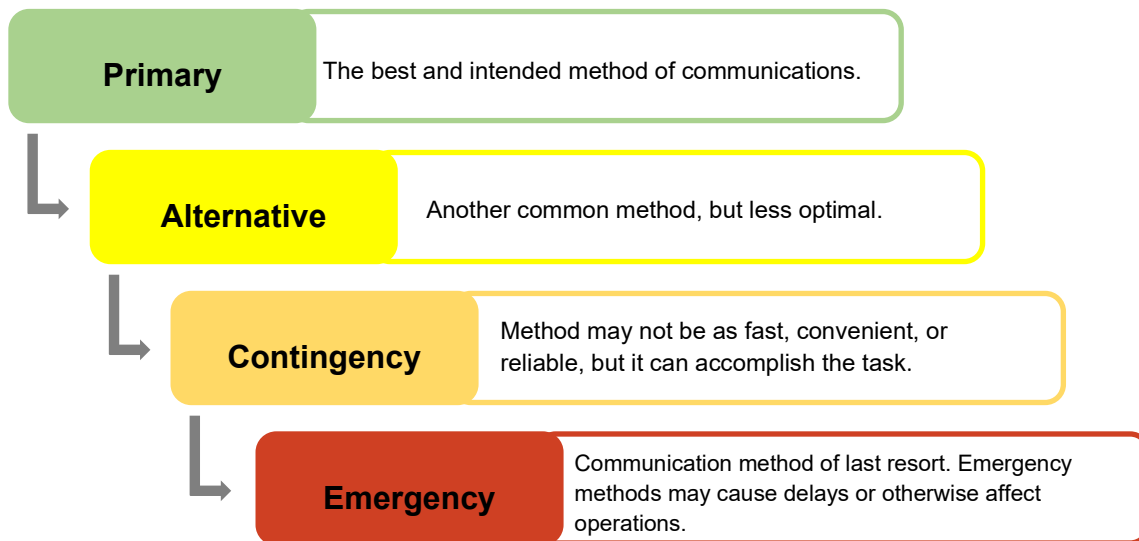 Primary
The best and intended method of communications.
Alternative
Another common method, but less optimal.
Contingency
Method may not be as fast, convenient, or
reliable, but it can accomplish the task.
Emergency
Communication method of last resort. Emergency
methods may cause delays or otherwise affect
operations.